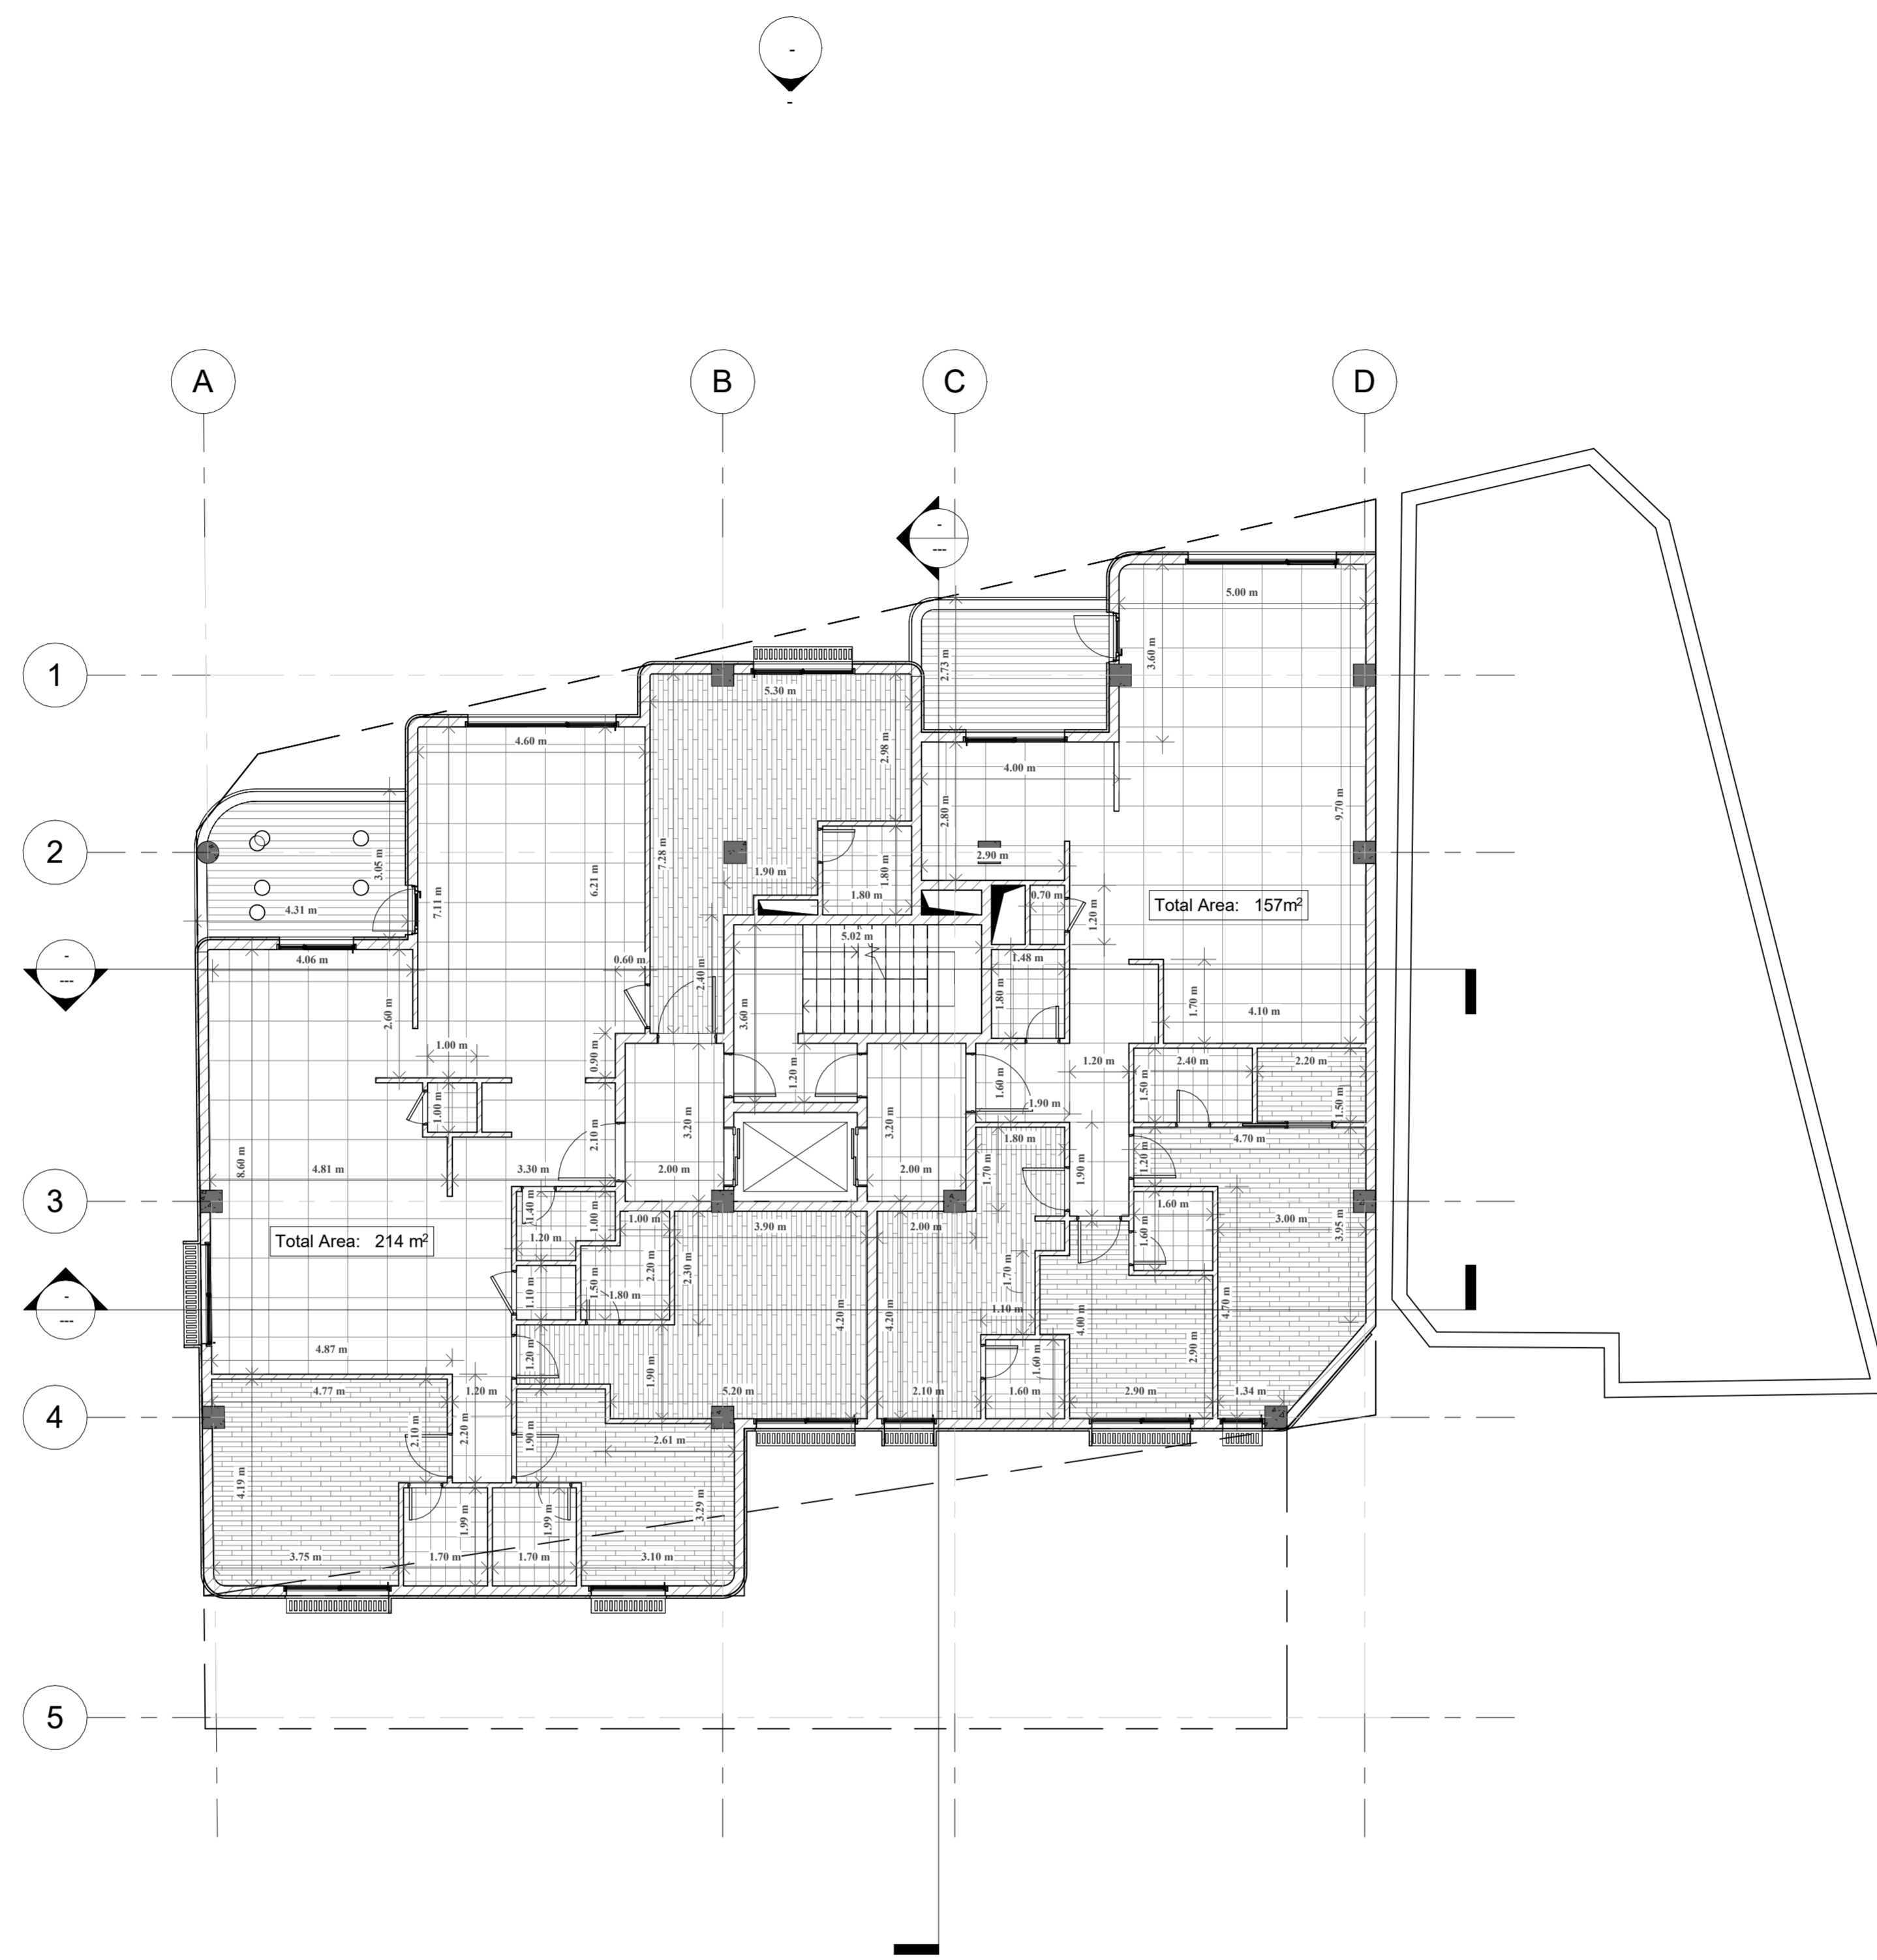 -
-
A B C D
-
---
5.00 m
1
2.73 m
3.60 m
5.30 m
4.60 m
2.98 m
4.00 m
2.80 m
9.70 m
2
3.05 m
7.28 m
2.90 m
6.21 m
1.90 m
1.80 m
1.80 m
0.70 m
Total Area: 157m²
4.31 m
7.11 m
1.20 m
5.02 m
-
---
4.06 m
0.60 m
2.40 m
1.48 m
3.60 m
1.80 m
2.60 m
1.70 m
4.10 m
1.00 m
0.90 m
1.20 m
1.20 m
2.40 m
2.20 m
1.60 m
1.00 m
1.90 m
1.50 m
1.50 m
2.10 m
3.20 m
3.20 m
1.80 m
4.70 m
8.60 m
4.81 m
3.30 m
2.00 m
2.00 m
1.70 m
1.90 m
1.20 m
3
1.40 m
1.00 m
1.00 m
3.90 m
2.00 m
1.60 m
3.00 m
3.95 m
Total Area: 214 m²
1.20 m
1.60 m
2.20 m
2.30 m
1.70 m
1.10 m
1.50 m
1.80 m
-
---
4.20 m
4.20 m
1.10 m
4.00 m
4.70 m
4.87 m
1.20 m
1.90 m
1.60 m
2.90 m
4
4.77 m
1.20 m
5.20 m
2.10 m
1.60 m
2.90 m
1.34 m
2.10 m
2.20 m
1.90 m
2.61 m
4.19 m
1.99 m
1.99 m
3.29 m
3.75 m
1.70 m
1.70 m
3.10 m
5